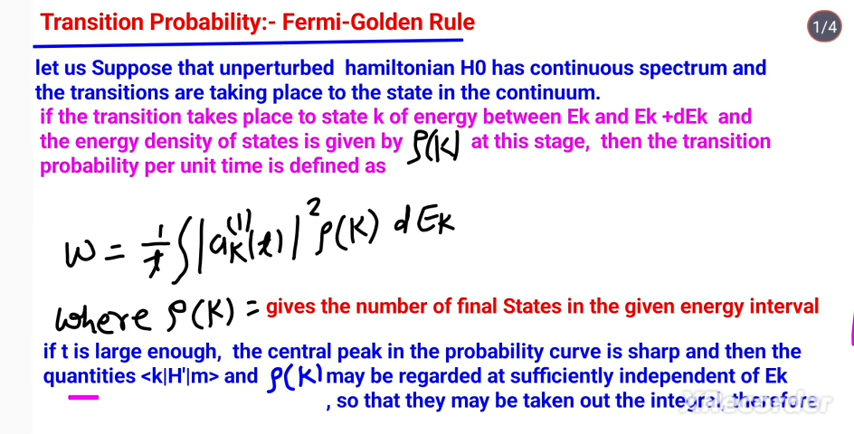 Transition Probability:- Fermi-Golden Rule
1/4
let us Suppose that unperturbed hamiltonian H0 has continuous spectrum and
the transitions are taking place to the state in the continuum.
if the transition takes place to state k of energy between Ek and Ek +dEk and
the energy density of states is given by ρ(K) at this stage, then the transition
probability per unit time is defined as
W = 1/t ∫ |a_K^(1)(t)|^2 ρ(K) dE_K
where ρ(K) = gives the number of final States in the given energy interval
if t is large enough, the central peak in the probability curve is sharp and then the
quantities <k|H'|m> and ρ(K) may be regarded at sufficiently independent of Ek
, so that they may be taken out the integral, therefore
XRecorder